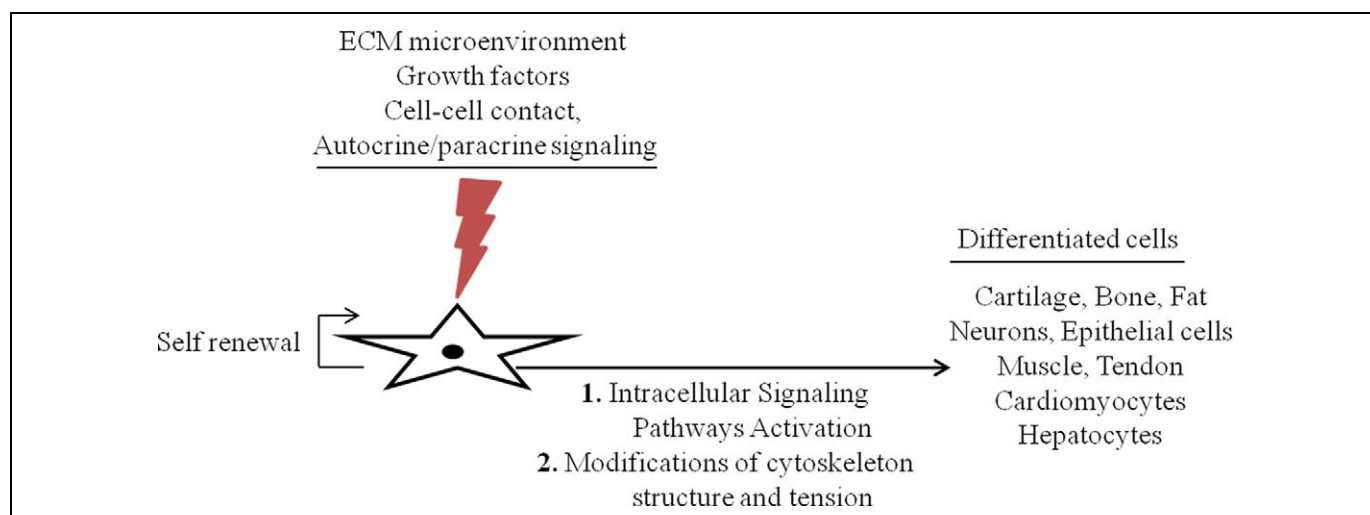 ECM microenvironment
Growth factors
Cell-cell contact,
Autocrine/paracrine signaling
Self renewal
1. Intracellular Signaling
Pathways Activation
2. Modifications of cytoskeleton
structure and tension
Differentiated cells
Cartilage, Bone, Fat
Neurons, Epithelial cells
Muscle, Tendon
Cardiomyocytes
Hepatocytes